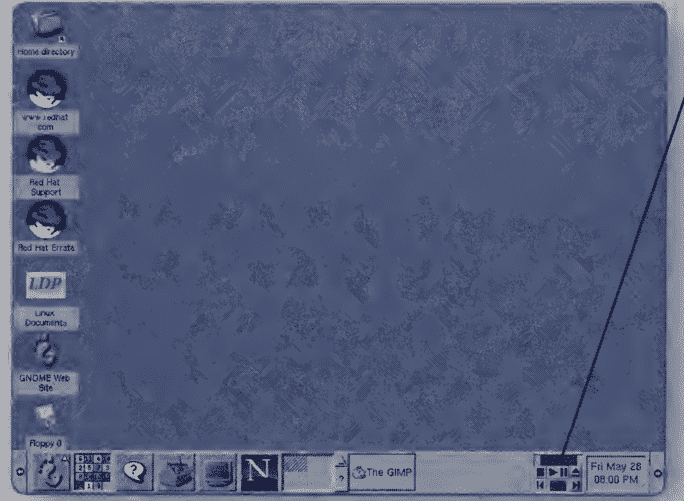 Home directory
www.redhat
com
Red Hat
Support
Red Hat Errata
LDP
Linux
Documents
GNOME Web
Site
Floppy 0
?
N
?
The GIMP
Fri May 28
08:00 PM